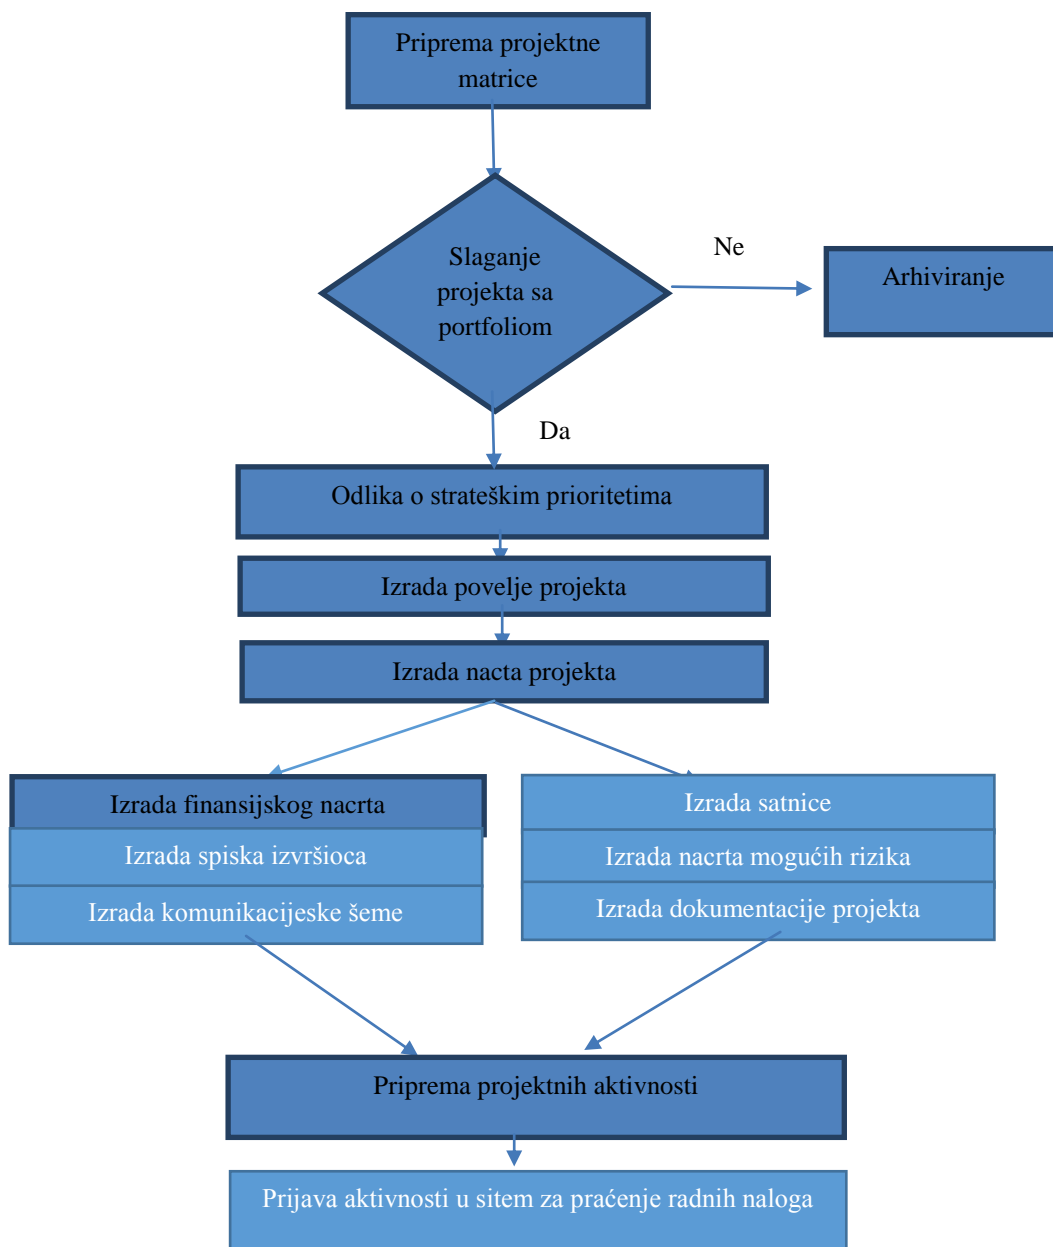 Priprema projektne
matrice
Slaganje
projekta sa
portfoliom
Ne
Arhiviranje
Da
Odlika o strateškim prioritetima
Izrada povelje projekta
Izrada nacta projekta
Izrada finansijskog nacrta
Izrada spiska izvršioca
Izrada komunikacijeske šeme
Izrada satnice
Izrada nacrta mogućih rizika
Izrada dokumentacije projekta
Priprema projektnih aktivnosti
Prijava aktivnosti u sitem za praćenje radnih naloga